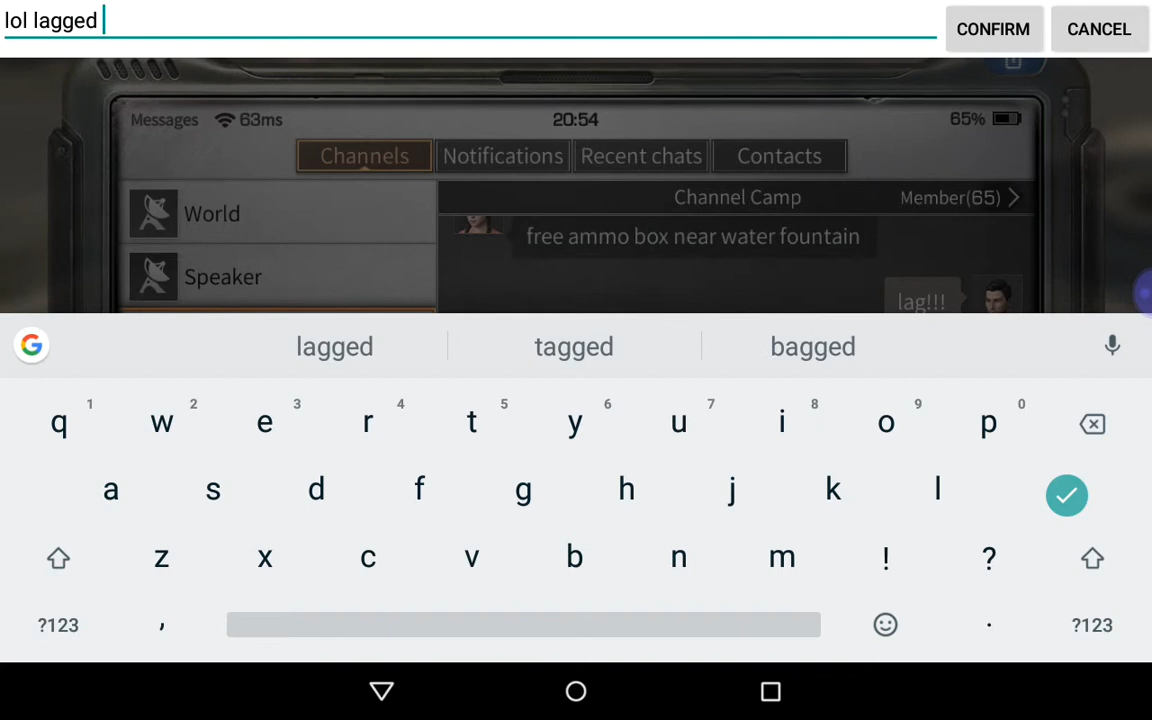 lol lagged
CONFIRM
CANCEL
Messages 63ms
20:54
65%
Channels
Notifications
Recent chats
Contacts
World
Channel Camp
Member(65)
free ammo box near water fountain
Speaker
lag!!!
G
lagged
tagged
bagged
q 1 w 2 e 3 r 4 t 5 y 6 u 7 i 8 o 9 p 0
a s d f g h j k l
z x c v b n m ! ?
?123 , . ?123